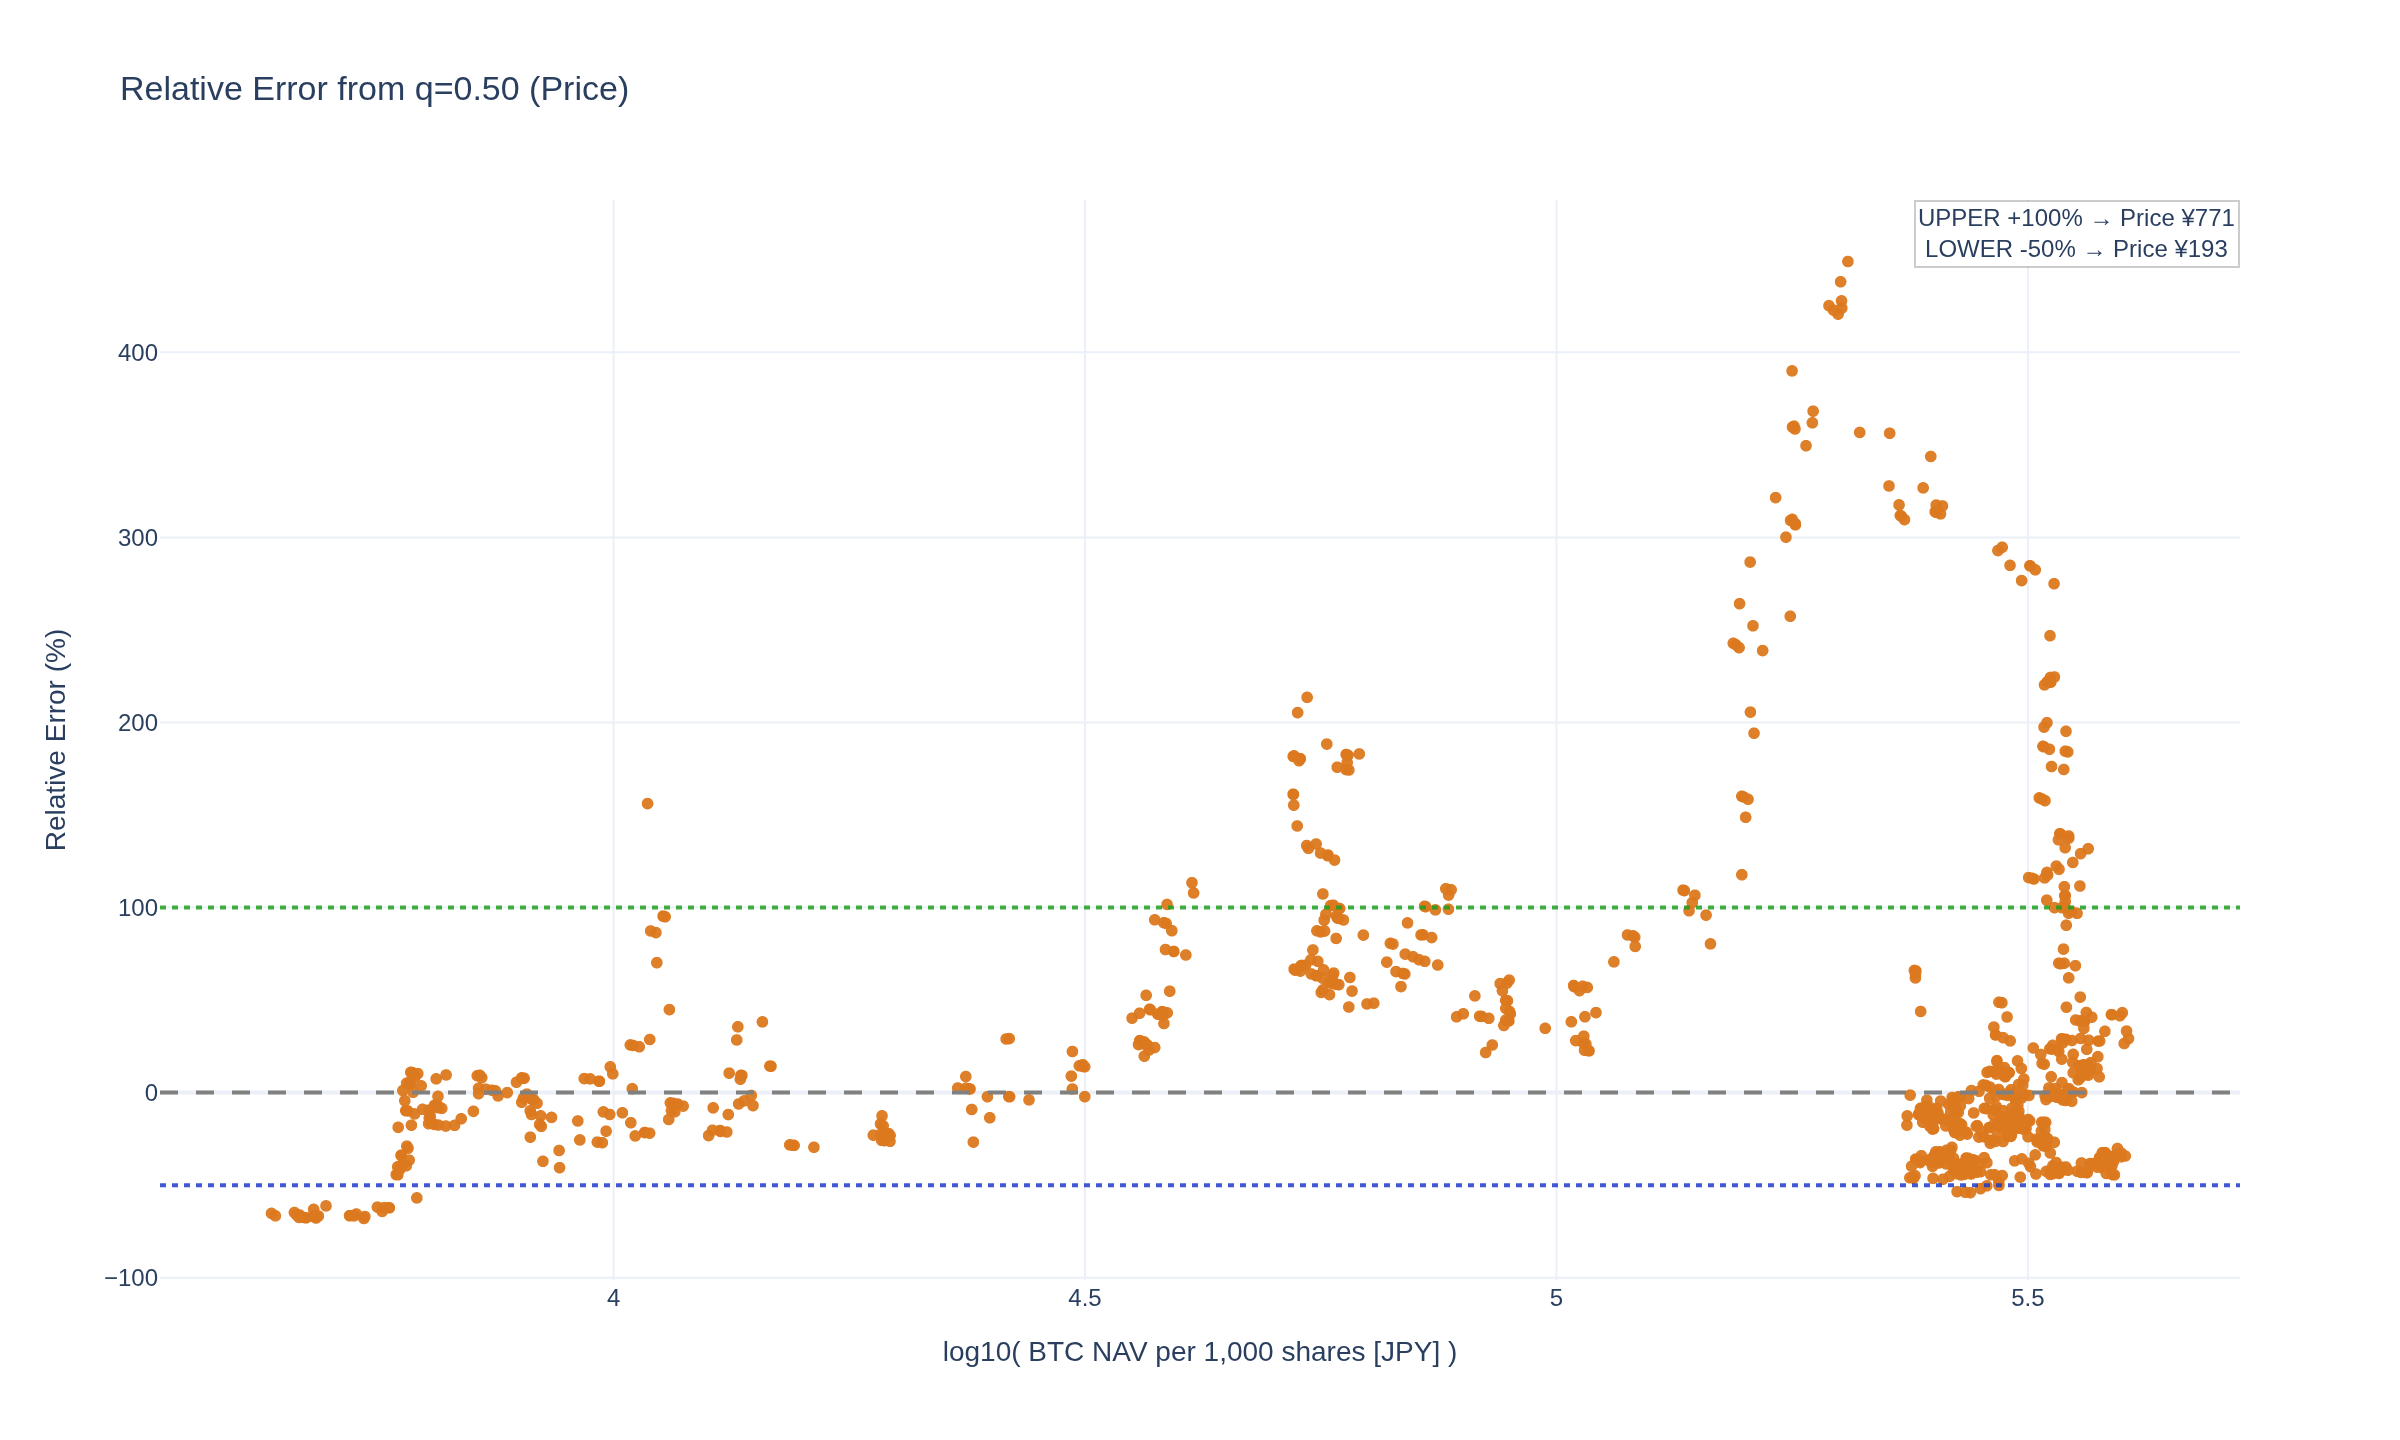 Relative Error from q=0.50 (Price)
UPPER +100% → Price ¥771
LOWER -50% → Price ¥193
400
300
200
100
0
−100
Relative Error (%)
4
4.5
5
5.5
log10( BTC NAV per 1,000 shares [JPY] )